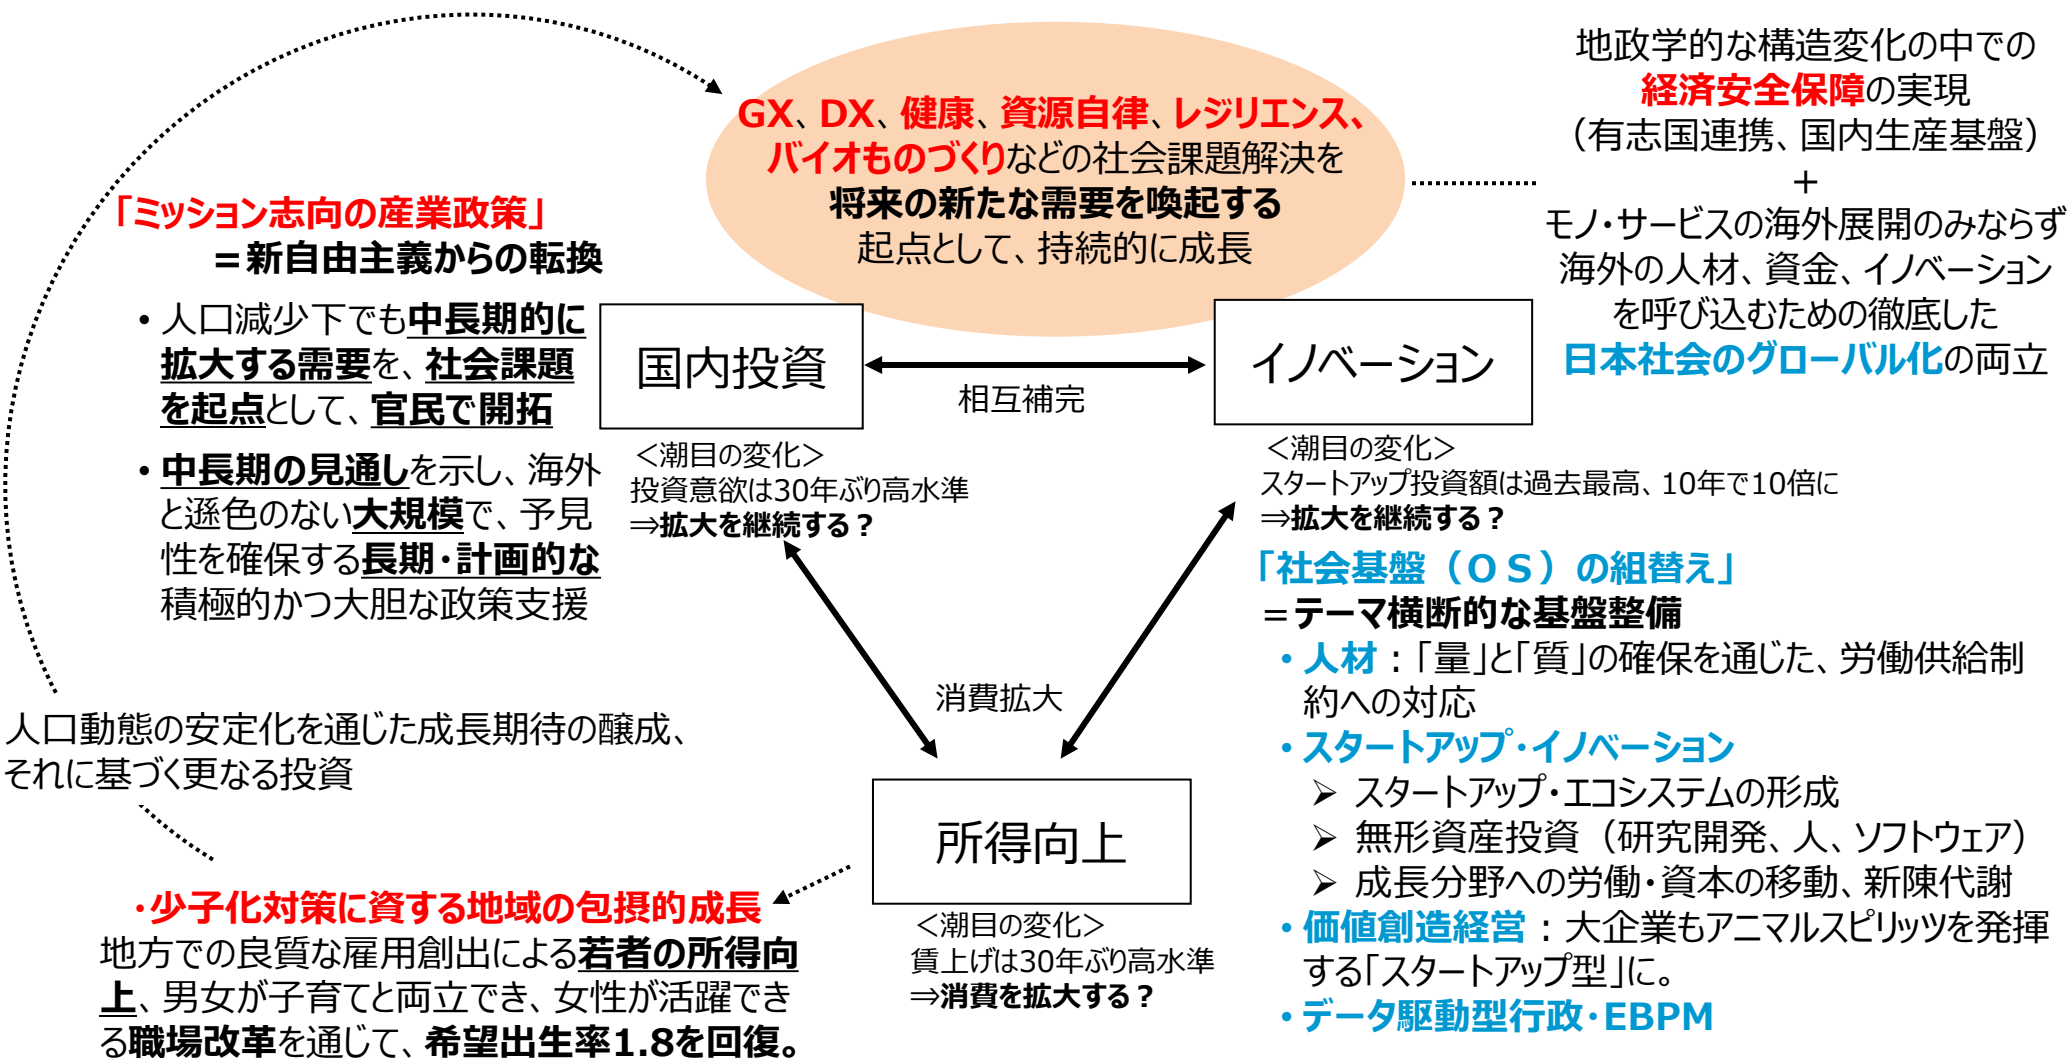 GX、DX、健康、資源自律、レジリエンス、
バイオものづくりなどの社会課題解決を
将来の新たな需要を喚起する
起点として、持続的に成長
地政学的な構造変化の中での
経済安全保障の実現
（有志国連携、国内生産基盤）
＋
モノ・サービスの海外展開のみならず
海外の人材、資金、イノベーション
を呼び込むための徹底した
日本社会のグローバル化の両立
「ミッション志向の産業政策」
＝新自由主義からの転換
・人口減少下でも中長期的に
拡大する需要を、社会課題
を起点として、官民で開拓
・中長期の見通しを示し、海外
と遜色のない大規模で、予見
性を確保する長期・計画的な
積極的かつ大胆な政策支援
国内投資
相互補完
イノベーション
＜潮目の変化＞
投資意欲は30年ぶり高水準
⇒拡大を継続する？
＜潮目の変化＞
スタートアップ投資額は過去最高、10年で10倍に
⇒拡大を継続する？
「社会基盤（ＯＳ）の組替え」
＝テーマ横断的な基盤整備
・人材：「量」と「質」の確保を通じた、労働供給制
約への対応
・スタートアップ・イノベーション
➢ スタートアップ・エコシステムの形成
➢ 無形資産投資（研究開発、人、ソフトウェア）
➢ 成長分野への労働・資本の移動、新陳代謝
・価値創造経営：大企業もアニマルスピリッツを発揮
する「スタートアップ型」に。
・データ駆動型行政・EBPM
消費拡大
人口動態の安定化を通じた成長期待の醸成、
それに基づく更なる投資
所得向上
＜潮目の変化＞
賃上げは30年ぶり高水準
⇒消費を拡大する？
・少子化対策に資する地域の包摂的成長
地方での良質な雇用創出による若者の所得向
上、男女が子育てと両立でき、女性が活躍でき
る職場改革を通じて、希望出生率1.8を回復。